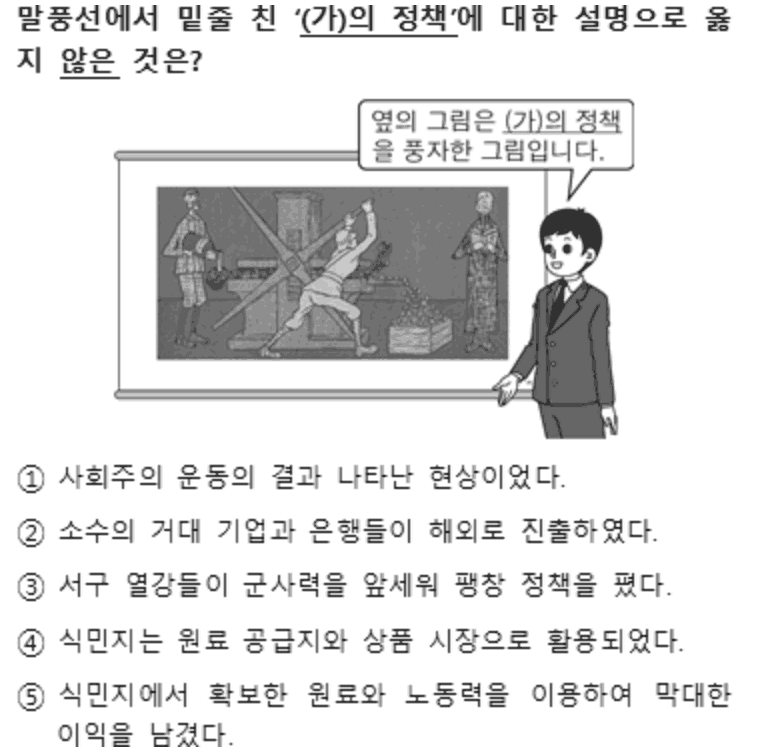 말풍선에서 밑줄 친 ‘(가)의 정책’에 대한 설명으로 옳
지 않은 것은?
옆의 그림은 (가)의 정책
을 풍자한 그림입니다.
① 사회주의 운동의 결과 나타난 현상이었다.
② 소수의 거대 기업과 은행들이 해외로 진출하였다.
③ 서구 열강들이 군사력을 앞세워 팽창 정책을 폈다.
④ 식민지는 원료 공급지와 상품 시장으로 활용되었다.
⑤ 식민지에서 확보한 원료와 노동력을 이용하여 막대한
이익을 남겼다.